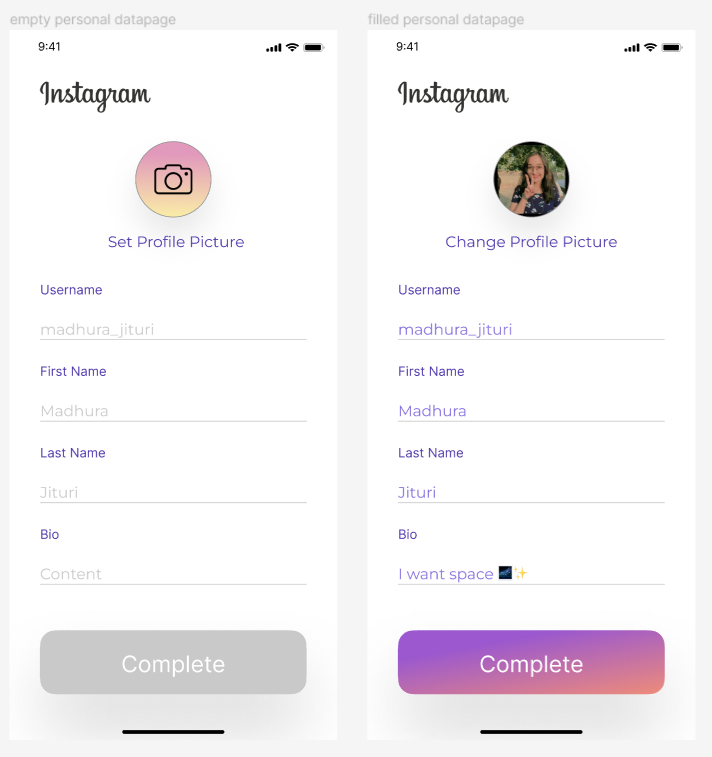 empty personal datapage
9:41
Instagram
Set Profile Picture
Username
madhura_jituri
First Name
Madhura
Last Name
Jituri
Bio
Content
Complete
filled personal datapage
9:41
Instagram
Change Profile Picture
Username
madhura_jituri
First Name
Madhura
Last Name
Jituri
Bio
I want space 🌌✨
Complete